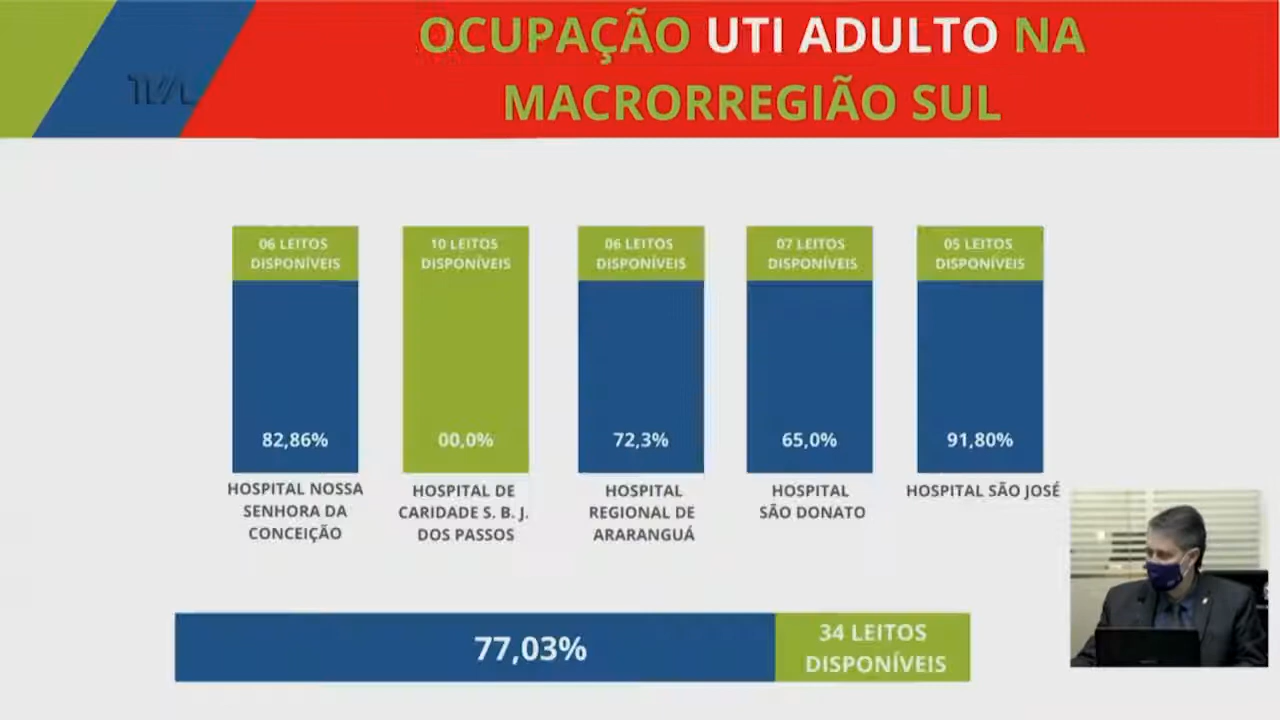 OCUPAÇÃO UTI ADULTO NA
MACRORREGIÃO SUL
06 LEITOS
DISPONÍVEIS
82,86%
HOSPITAL NOSSA
SENHORA DA
CONCEIÇÃO
10 LEITOS
DISPONÍVEIS
00,0%
HOSPITAL DE
CARIDADE S. B. J.
DOS PASSOS
06 LEITOS
DISPONÍVEIS
72,3%
HOSPITAL
REGIONAL DE
ARARANGUÁ
07 LEITOS
DISPONÍVEIS
65,0%
HOSPITAL
SÃO DONATO
05 LEITOS
DISPONÍVEIS
91,80%
HOSPITAL SÃO JOSÉ
77,03%
34 LEITOS
DISPONÍVEIS